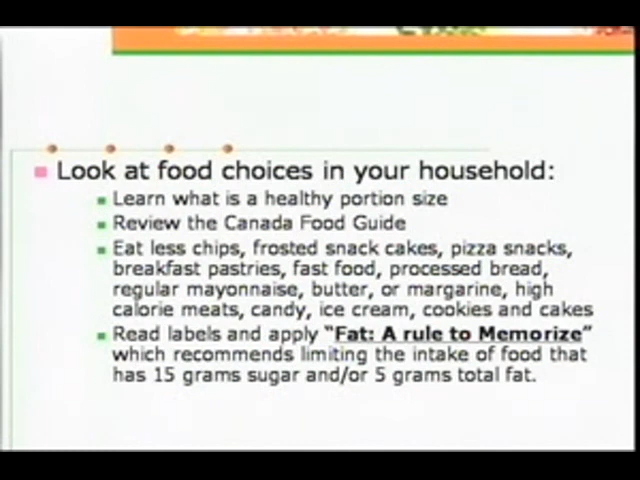 Look at food choices in your household:
Learn what is a healthy portion size
Review the Canada Food Guide
Eat less chips, frosted snack cakes, pizza snacks,
breakfast pastries, fast food, processed bread,
regular mayonnaise, butter, or margarine, high
calorie meats, candy, ice cream, cookies and cakes
Read labels and apply “Fat: A rule to Memorize”
which recommends limiting the intake of food that
has 15 grams sugar and/or 5 grams total fat.